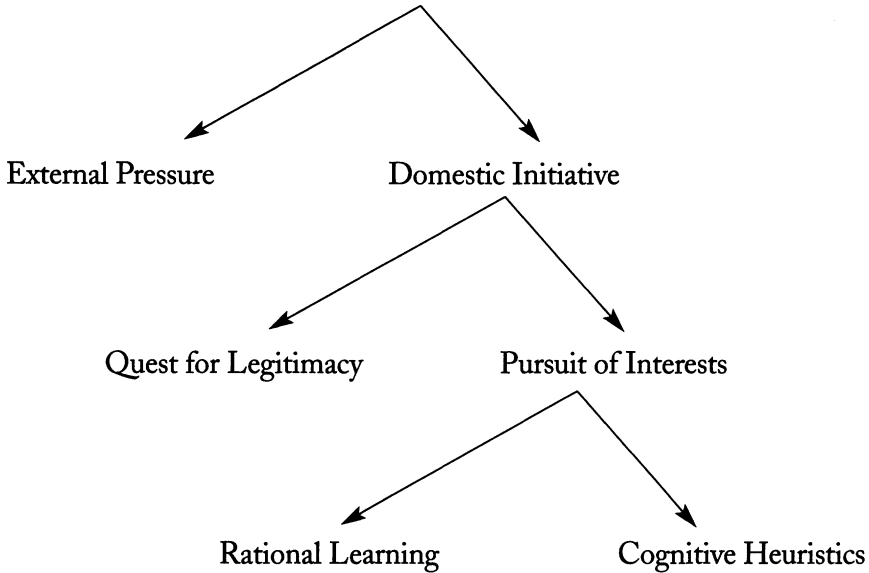 External Pressure
Domestic Initiative
Quest for Legitimacy
Pursuit of Interests
Rational Learning
Cognitive Heuristics